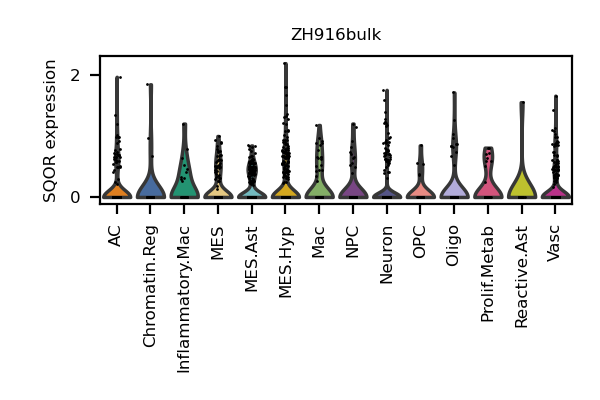 ZH916bulk
SQOR expression
2
0
AC
Chromatin.Reg
Inflammatory.Mac
MES
MES.Ast
MES.Hyp
Mac
NPC
Neuron
OPC
Oligo
Prolif.Metab
Reactive.Ast
Vasc